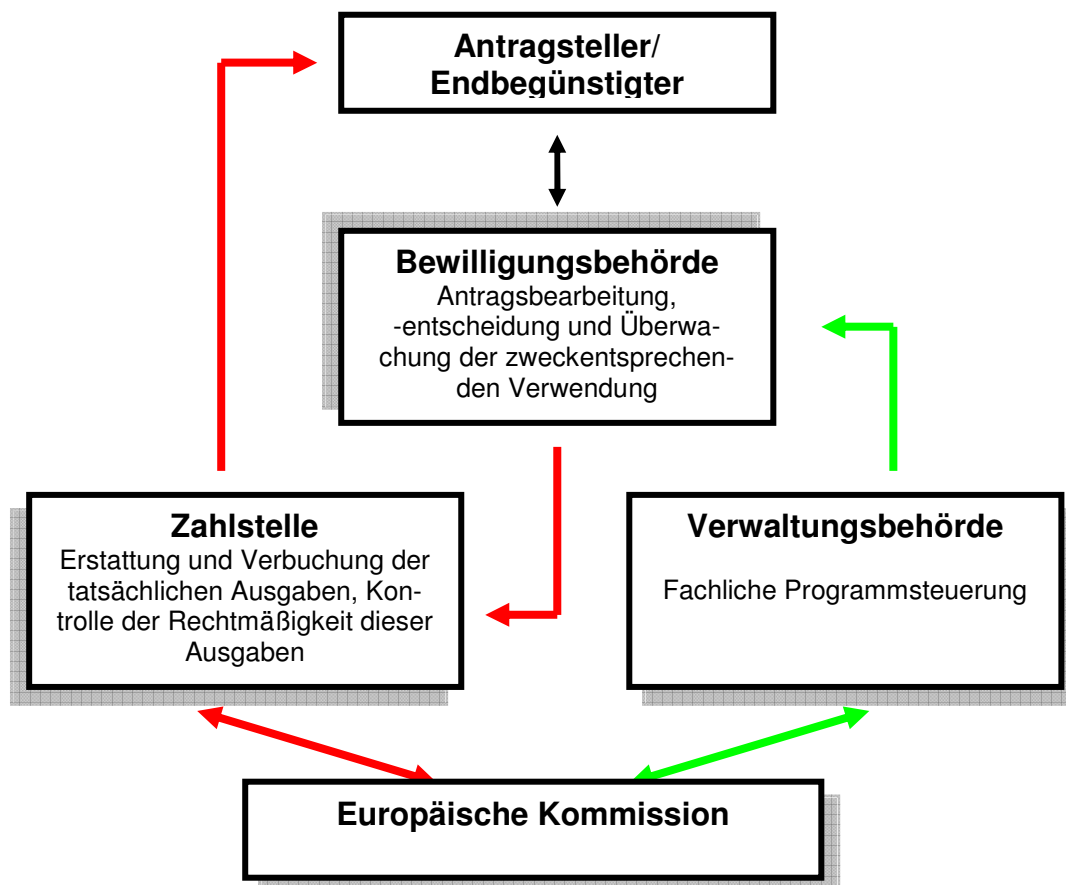 Antragsteller/
Endbegünstigter
Bewilligungsbehörde
Antragsbearbeitung,
-entscheidung und Überwa-
chung der zweckentsprechen-
den Verwendung
Zahlstelle
Erstattung und Verbuchung der
tatsächlichen Ausgaben, Kon-
trolle der Rechtmäßigkeit dieser
Ausgaben
Verwaltungsbehörde
Fachliche Programmsteuerung
Europäische Kommission